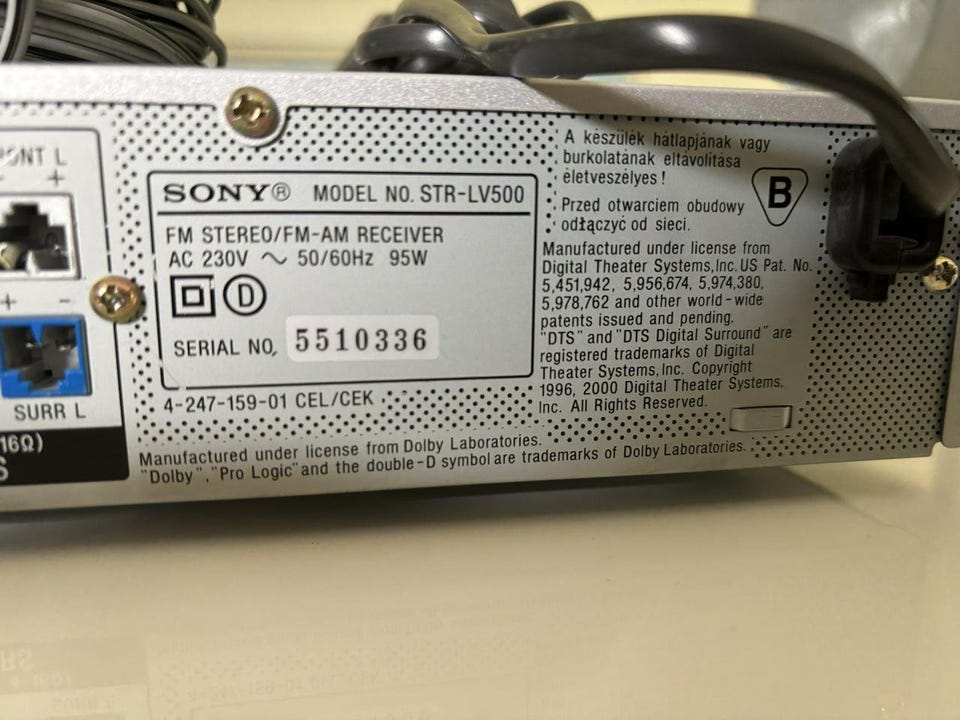 L
- +
+ -
SURR L
16Ω)
S
SONY® MODEL NO. STR-LV500
FM STEREO/FM-AM RECEIVER
AC 230V ~ 50/60Hz 95W
D
SERIAL NO, 5510336
4-247-159-01 CEL/CEK
A készülék hátlapjának vagy
burkolatának eltávolítása
életveszélyes !
Przed otwarciem obudowy
odłączyć od sieci.
B
Manufactured under license from
Digital Theater Systems,Inc.US Pat. No.
5,451,942, 5,956,674, 5,974,380,
5,978,762 and other world-wide
patents issued and pending.
"DTS" and "DTS Digital Surround" are
registered trademarks of Digital
Theater Systems,Inc. Copyright
1996, 2000 Digital Theater Systems,
Inc. All Rights Reserved.
Manufactured under license from Dolby Laboratories.
"Dolby","Pro Logic"and the double-D symbol are trademarks of Dolby Laboratories.